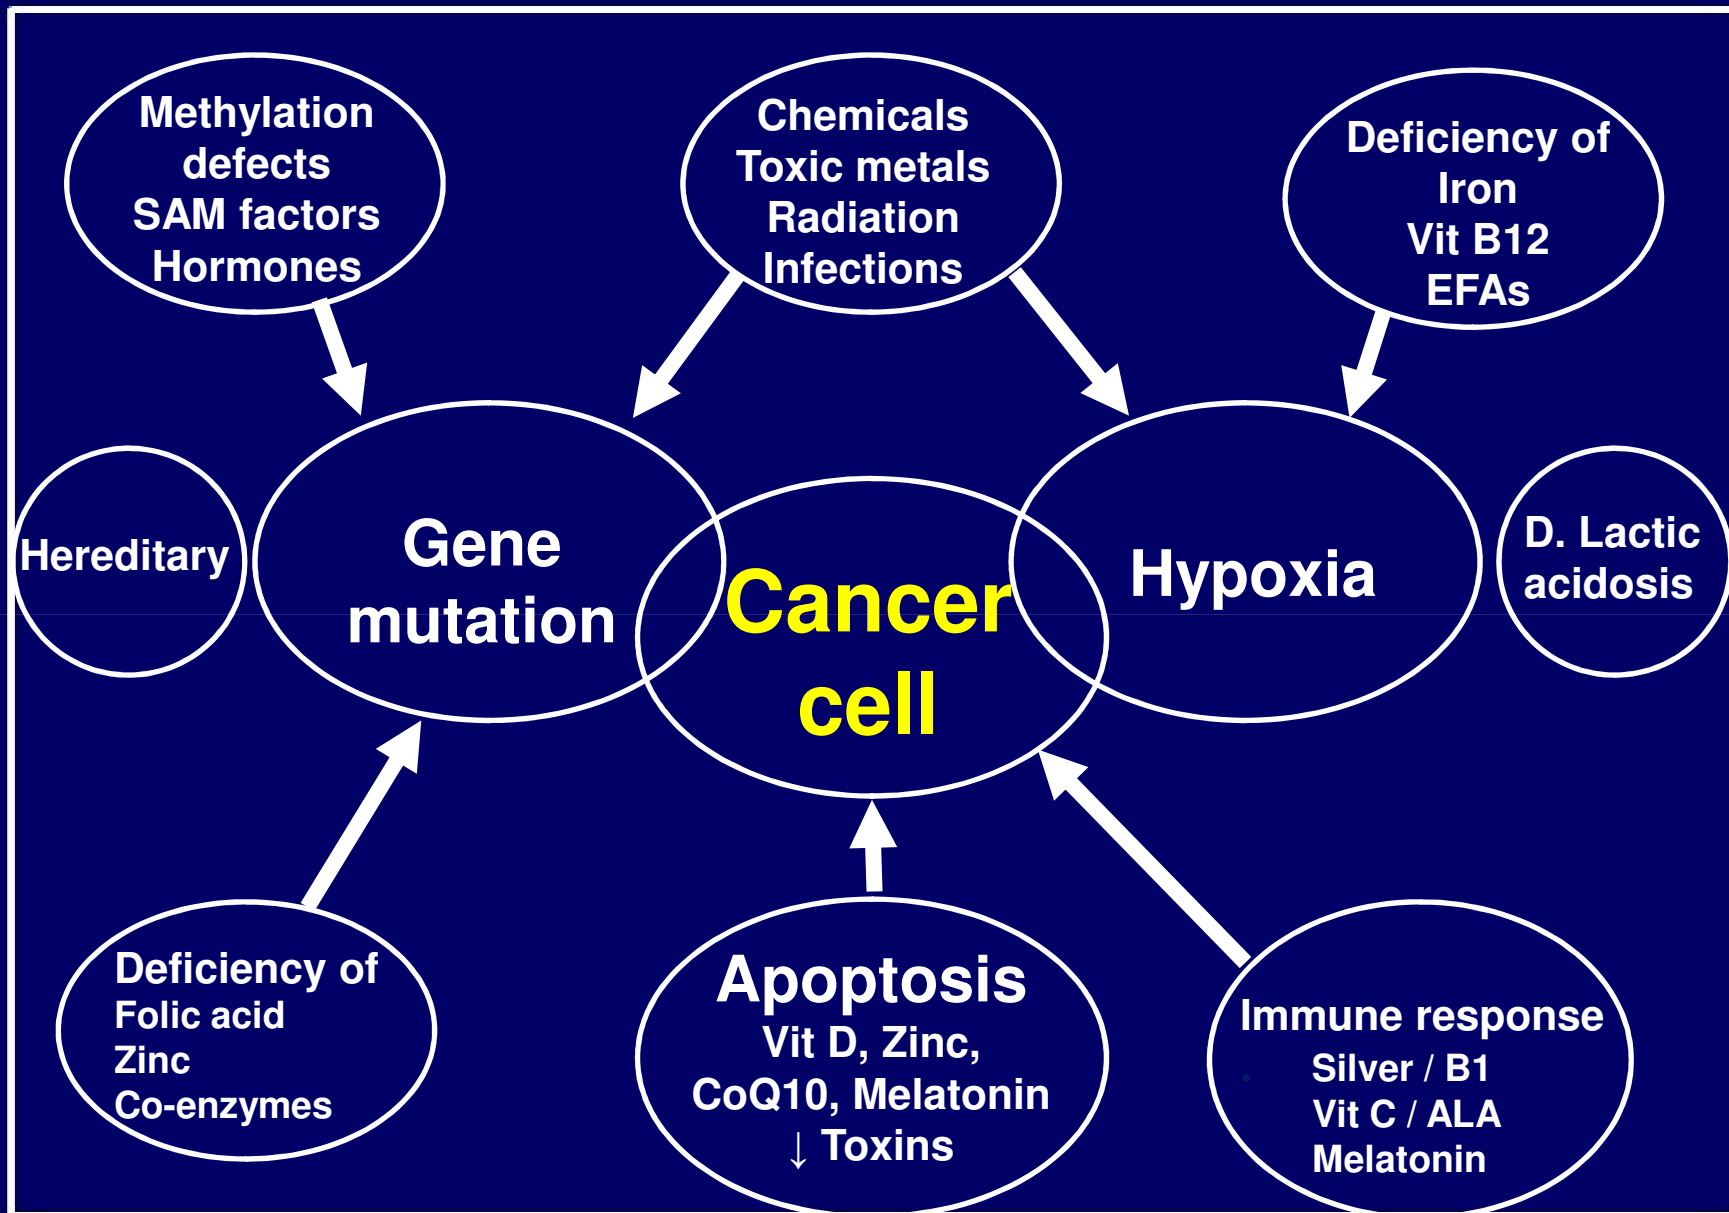 Methylation
defects
SAM factors
Hormones
Chemicals
Toxic metals
Radiation
Infections
Deficiency of
Iron
Vit B12
EFAs
Hereditary
Gene
mutation
Cancer
cell
Hypoxia
D. Lactic
acidosis
Deficiency of
Folic acid
Zinc
Co-enzymes
Apoptosis
Vit D, Zinc,
CoQ10, Melatonin
↓ Toxins
Immune response
Silver / B1
Vit C / ALA
Melatonin